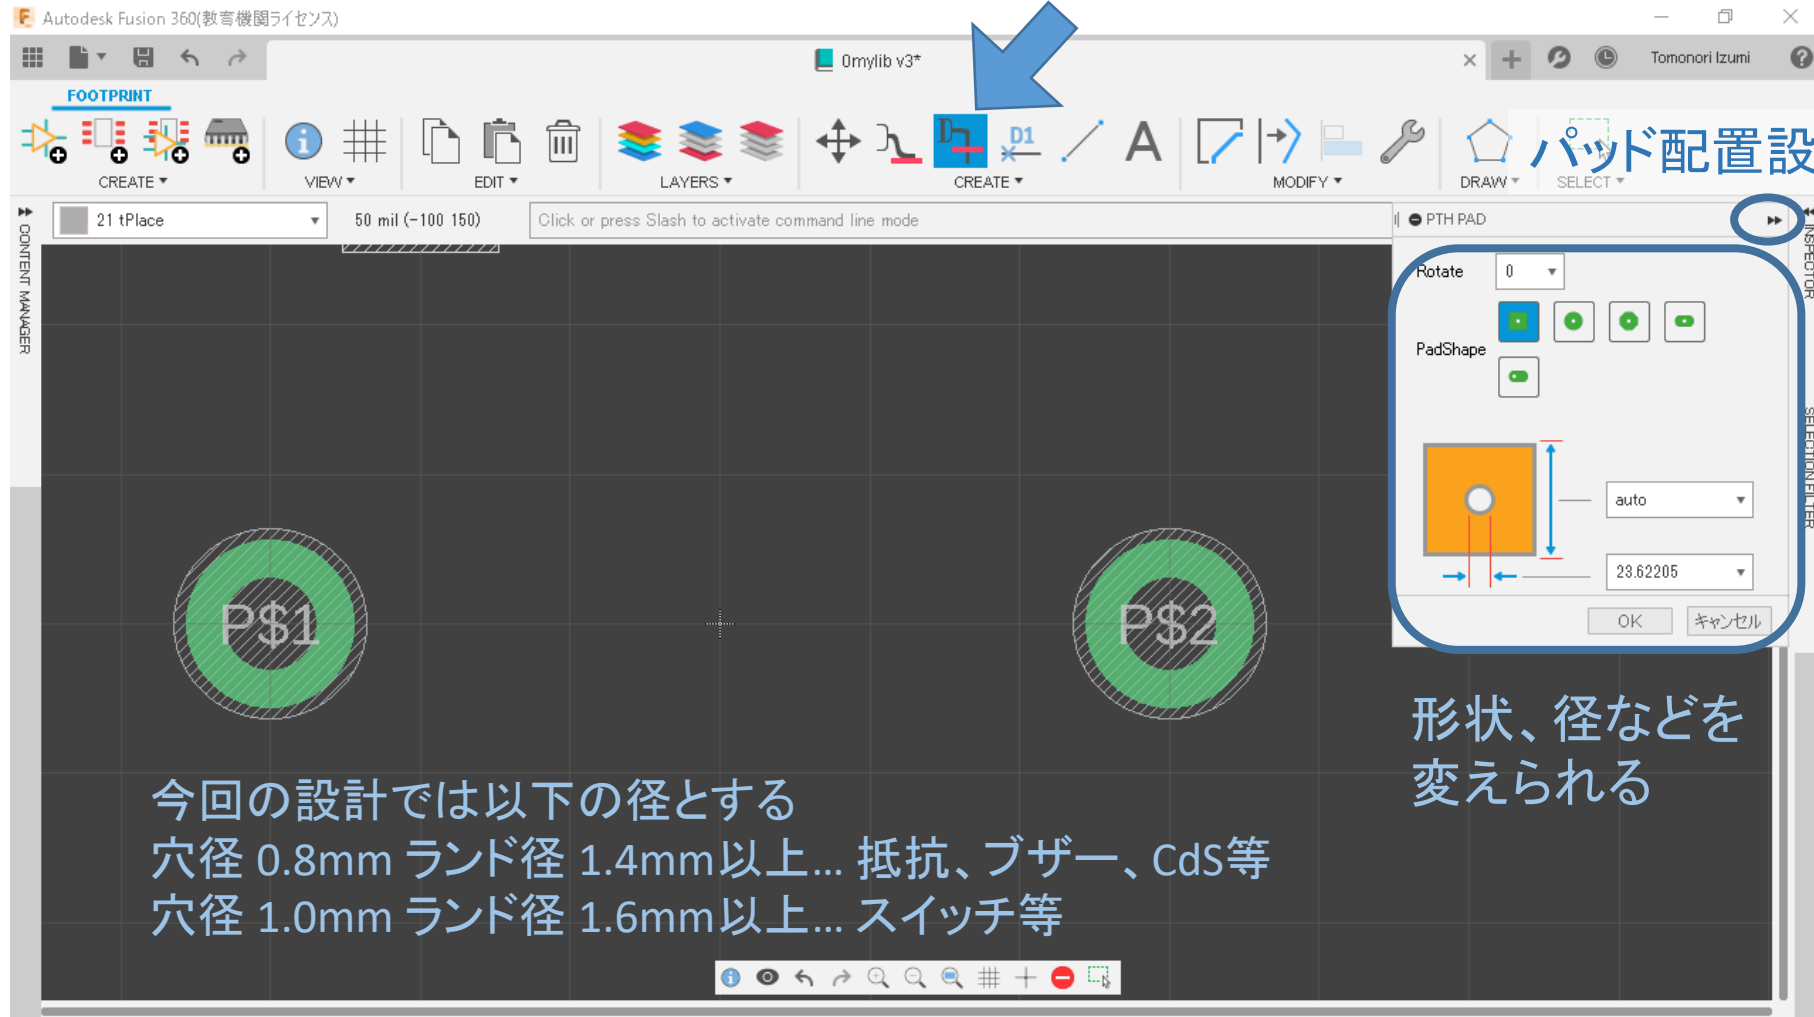 Autodesk Fusion 360(教育機関ライセンス)
0mylib v3*
Tomonori Izumi
FOOTPRINT
D1
A
パッド配置設
CREATE
VIEW
EDIT
LAYERS
CREATE
MODIFY
DRAW
SELECT
21 tPlace
50 mil (-100 150)
Click or press Slash to activate command line mode
PTH PAD
CONTENT MANAGER
INSPECTOR
SELECTION FILTER
Rotate
0
PadShape
auto
23.62205
OK
キャンセル
P$1
P$2
形状、径などを
変えられる
今回の設計では以下の径とする
穴径 0.8mm ランド径 1.4mm以上... 抵抗、ブザー、CdS等
穴径 1.0mm ランド径 1.6mm以上... スイッチ等